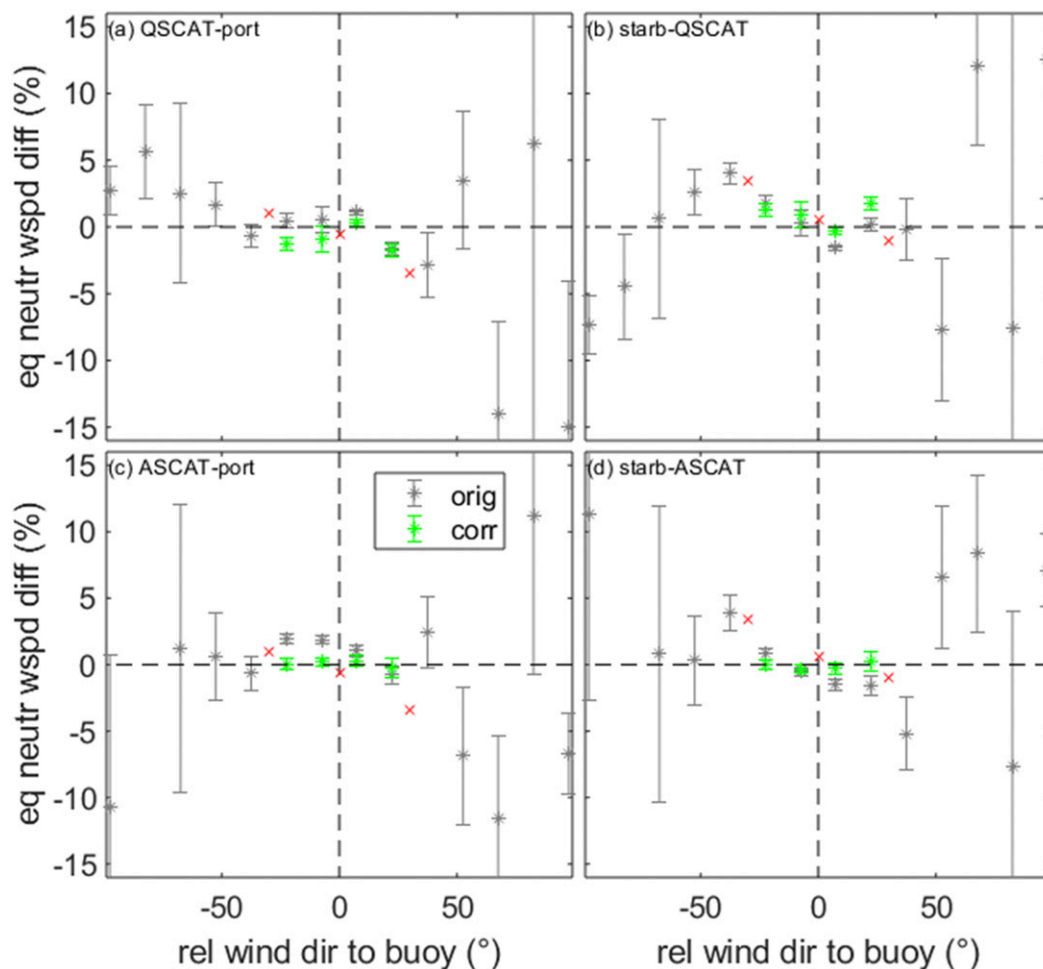 (a) QSCAT-port
(b) starb-QSCAT
15
10
5
0
-5
-10
-15
eq neutr wspd diff (%)
(c) ASCAT-port
(d) starb-ASCAT
orig
corr
15
10
5
0
-5
-10
-15
eq neutr wspd diff (%)
-50 0 50
-50 0 50
rel wind dir to buoy (°)
rel wind dir to buoy (°)